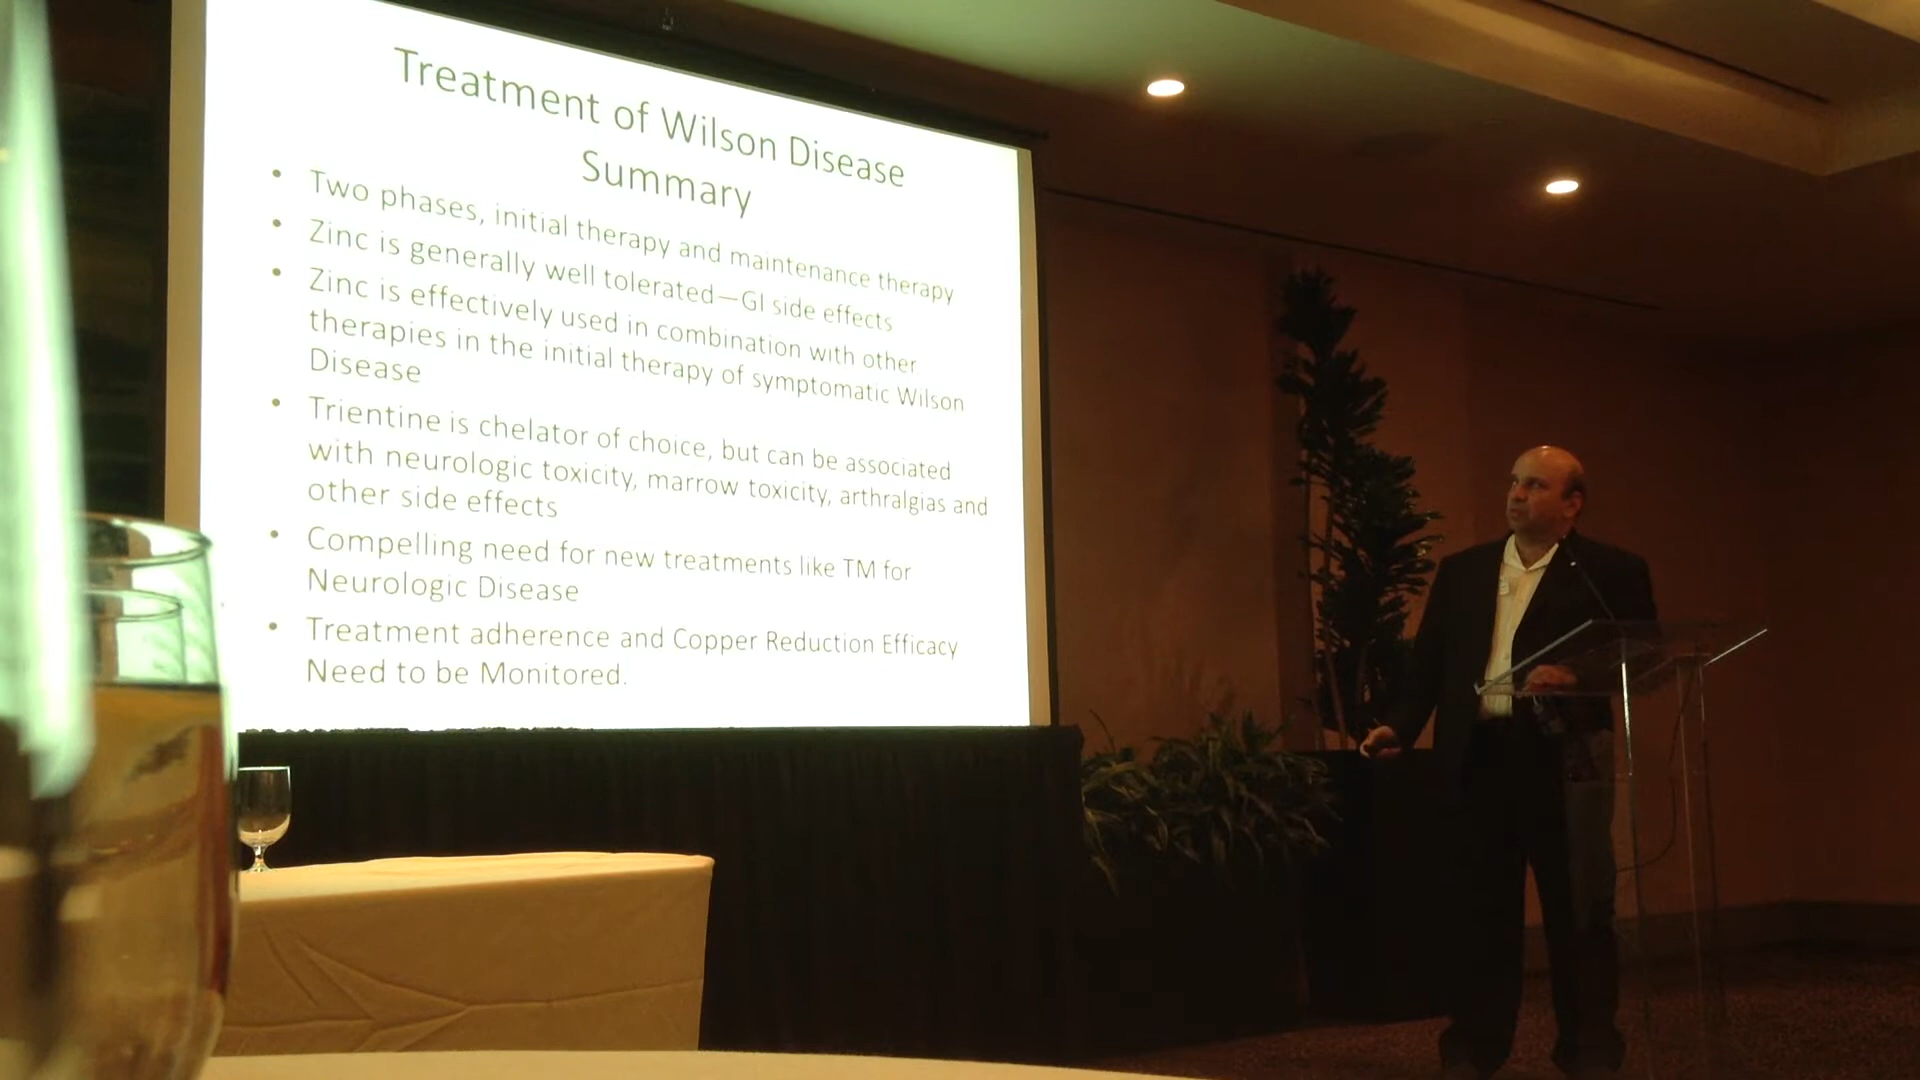 Treatment of Wilson Disease
Summary
• Two phases, initial therapy and maintenance therapy
• Zinc is generally well tolerated—GI side effects
• Zinc is effectively used in combination with other
therapies in the initial therapy of symptomatic Wilson
Disease
• Trientine is chelator of choice, but can be associated
with neurologic toxicity, marrow toxicity, arthralgias and
other side effects
• Compelling need for new treatments like TM for
Neurologic Disease
• Treatment adherence and Copper Reduction Efficacy
Need to be Monitored.